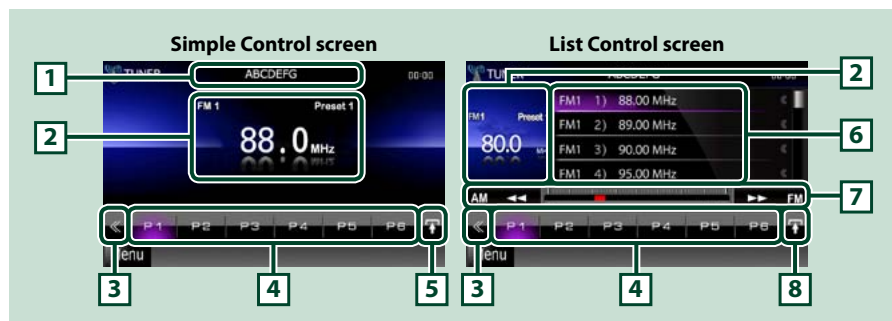 Simple Control screen
List Control screen
1
TUNER
ABCDEFG
00:00
2
FM 1
Preset 1
88.0 MHz
P1 P2 P3 P4 P5 P6
Menu
3
4
5
TUNER
ABCDEFG
2
FM1
Preset
80.0
FM1 1) 88.00 MHz
FM1 2) 89.00 MHz
FM1 3) 90.00 MHz
FM1 4) 95.00 MHz
6
AM
FM
7
P1 P2 P3 P4 P5 P6
3
4
8